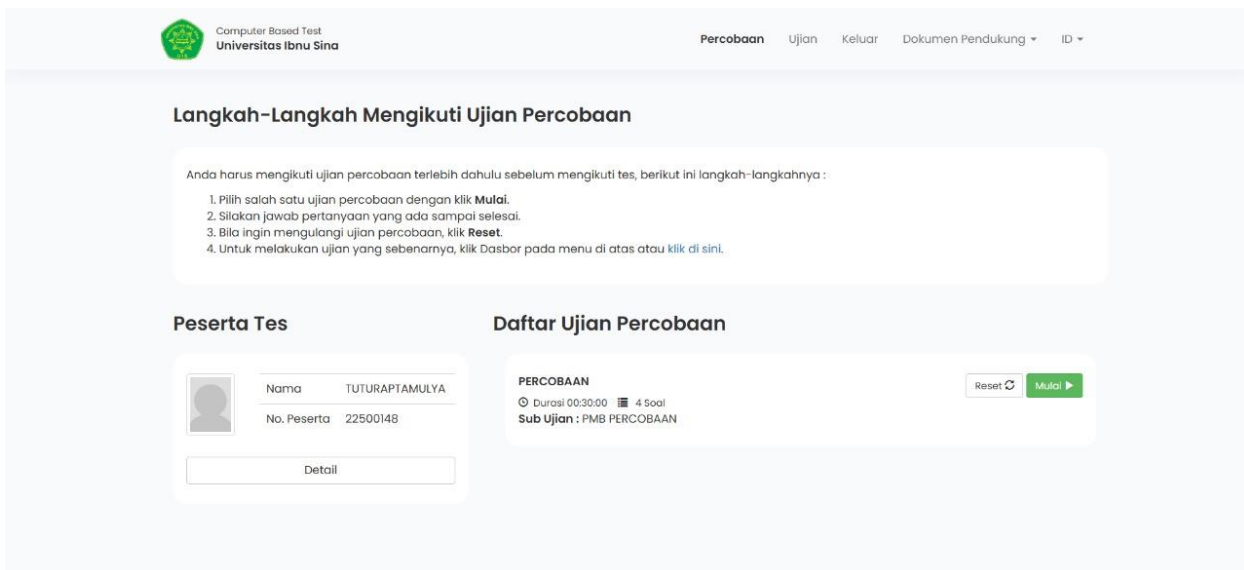 Computer Based Test
Universitas Ibnu Sina
Percobaan Ujian Keluar Dokumen Pendukung ID
Langkah-Langkah Mengikuti Ujian Percobaan
Anda harus mengikuti ujian percobaan terlebih dahulu sebelum mengikuti tes, berikut ini langkah-langkahnya :
1. Pilih salah satu ujian percobaan dengan klik Mulai.
2. Silakan jawab pertanyaan yang ada sampai selesai.
3. Bila ingin mengulangi ujian percobaan, klik Reset.
4. Untuk melakukan ujian yang sebenarnya, klik Dasbor pada menu di atas atau klik di sini.
Peserta Tes
Nama TUTURAPTAMULYA
No. Peserta 22500148
Detail
Daftar Ujian Percobaan
PERCOBAAN
Durasi 00:30:00 4 Soal
Sub Ujian : PMB PERCOBAAN
Reset Mulai